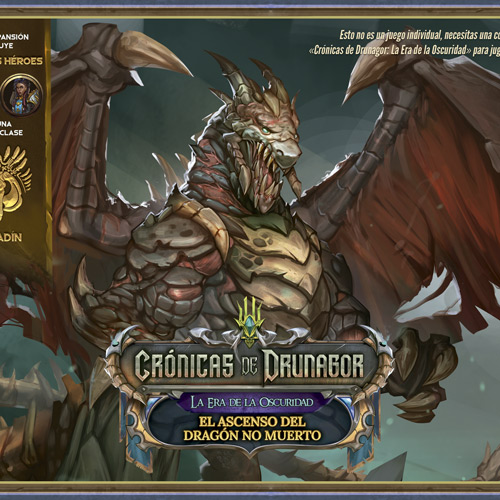 Esto no es un juego individual, necesitas una co
«Crónicas de Drunagor: La Era de la Oscuridad» para jug
PANSIÓN
UYE
S HÉROES
UNA
CLASE
ADÍN
CRÓNICAS DE DRUNAGOR
LA ERA DE LA OSCURIDAD
EL ASCENSO DEL
DRAGÓN NO MUERTO